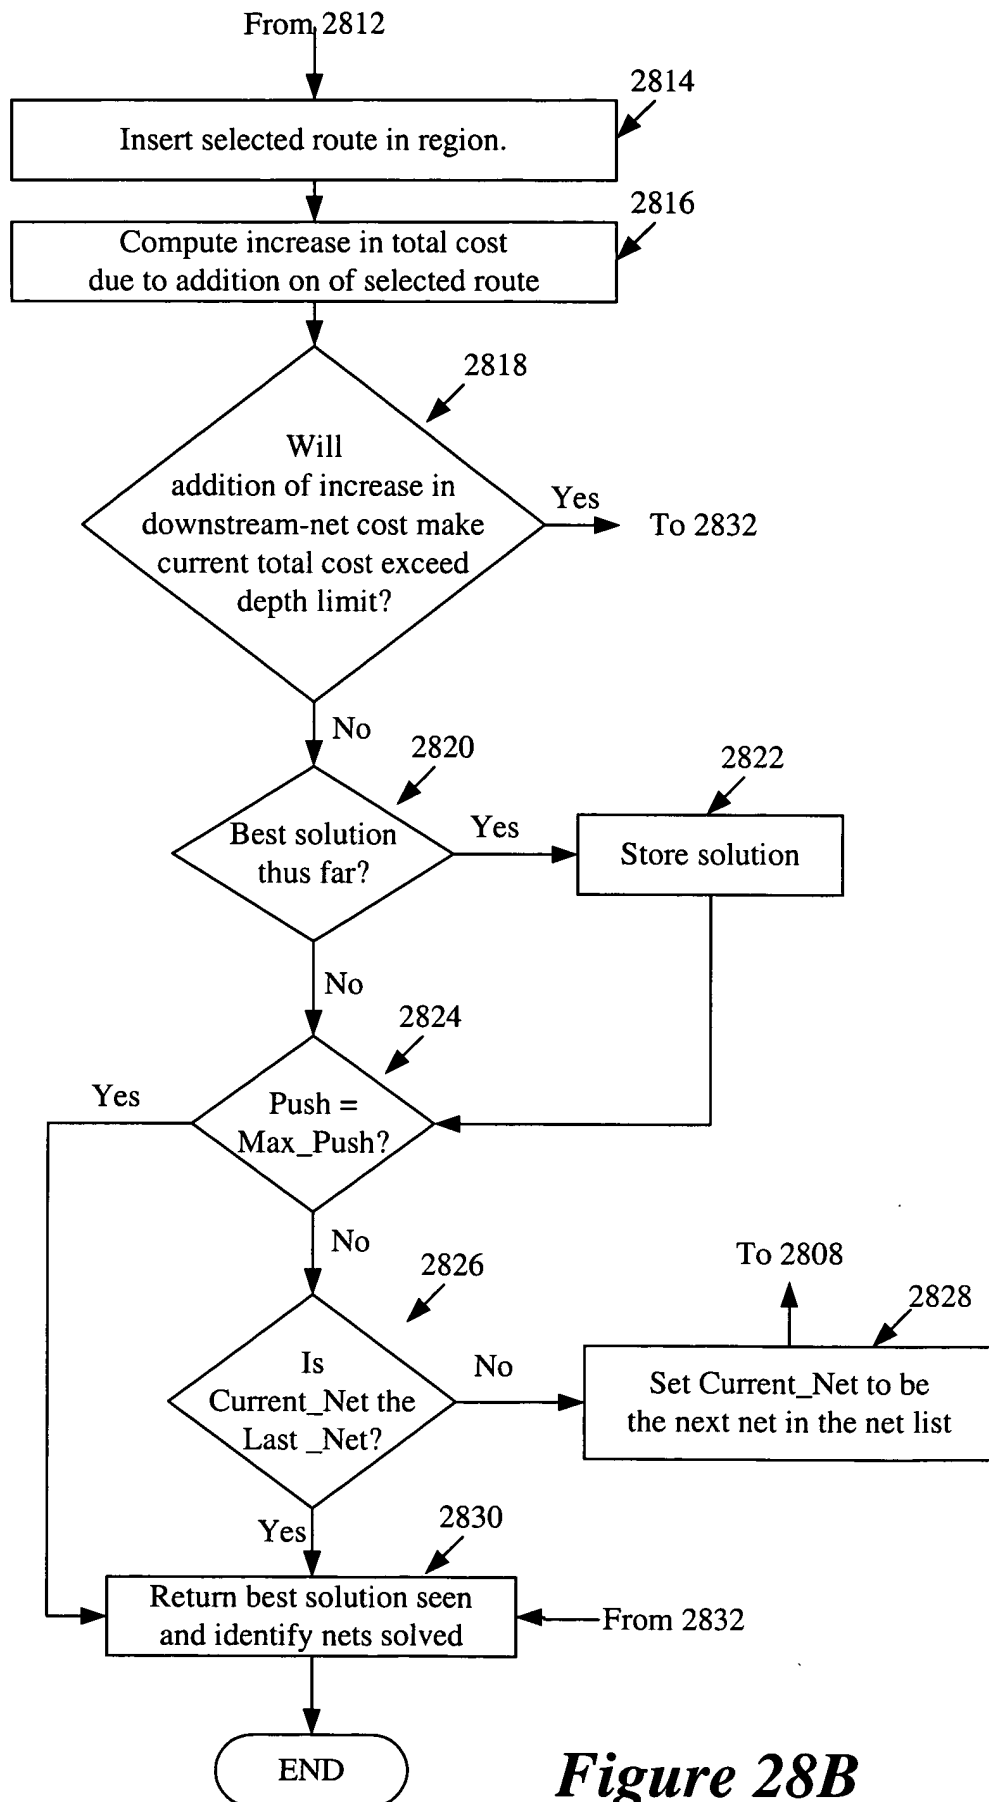 From 2812
2814
Insert selected route in region.
2816
Compute increase in total cost
due to addition on of selected route
2818
Will
addition of increase in
downstream-net cost make
current total cost exceed
depth limit?
Yes
To 2832
No
2820
2822
Best solution
thus far?
Yes
Store solution
No
2824
Yes
Push =
Max_Push?
No
2826
To 2808
2828
Is
Current_Net the
Last _Net?
No
Set Current_Net to be
the next net in the net list
Yes
2830
Return best solution seen
and identify nets solved
From 2832
END
Figure 28B